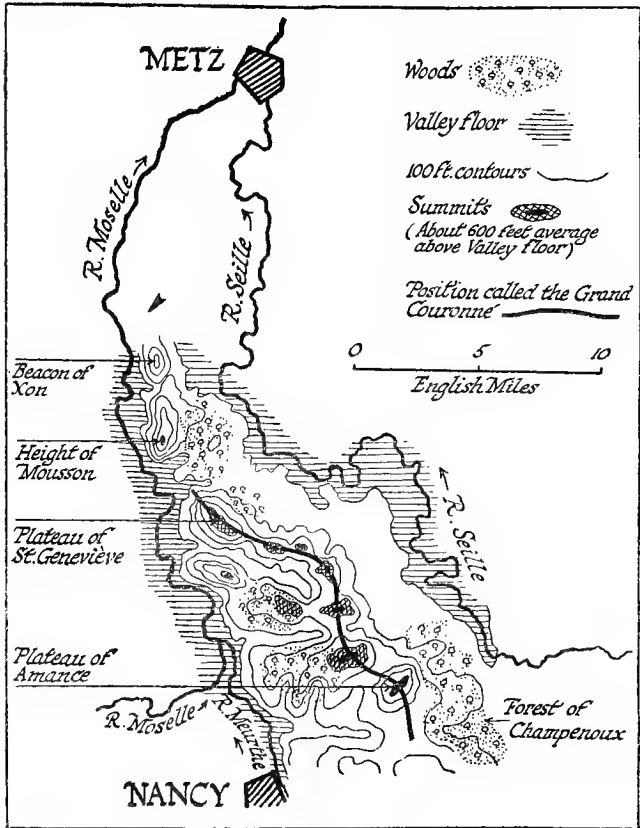 METZ
Woods
Valley floor
100 ft. contours
Summits
(About 600 feet average
above Valley floor)
Position called the Grand
Couronné
0 5 10
English Miles
R. Moselle
R. Seille
Beacon of
Xon
Height of
Mousson
Plateau of
St. Geneviève
R. Seille
Plateau of
Amance
R. Moselle
R. Meurthe
Forest of
Champenoux
NANCY